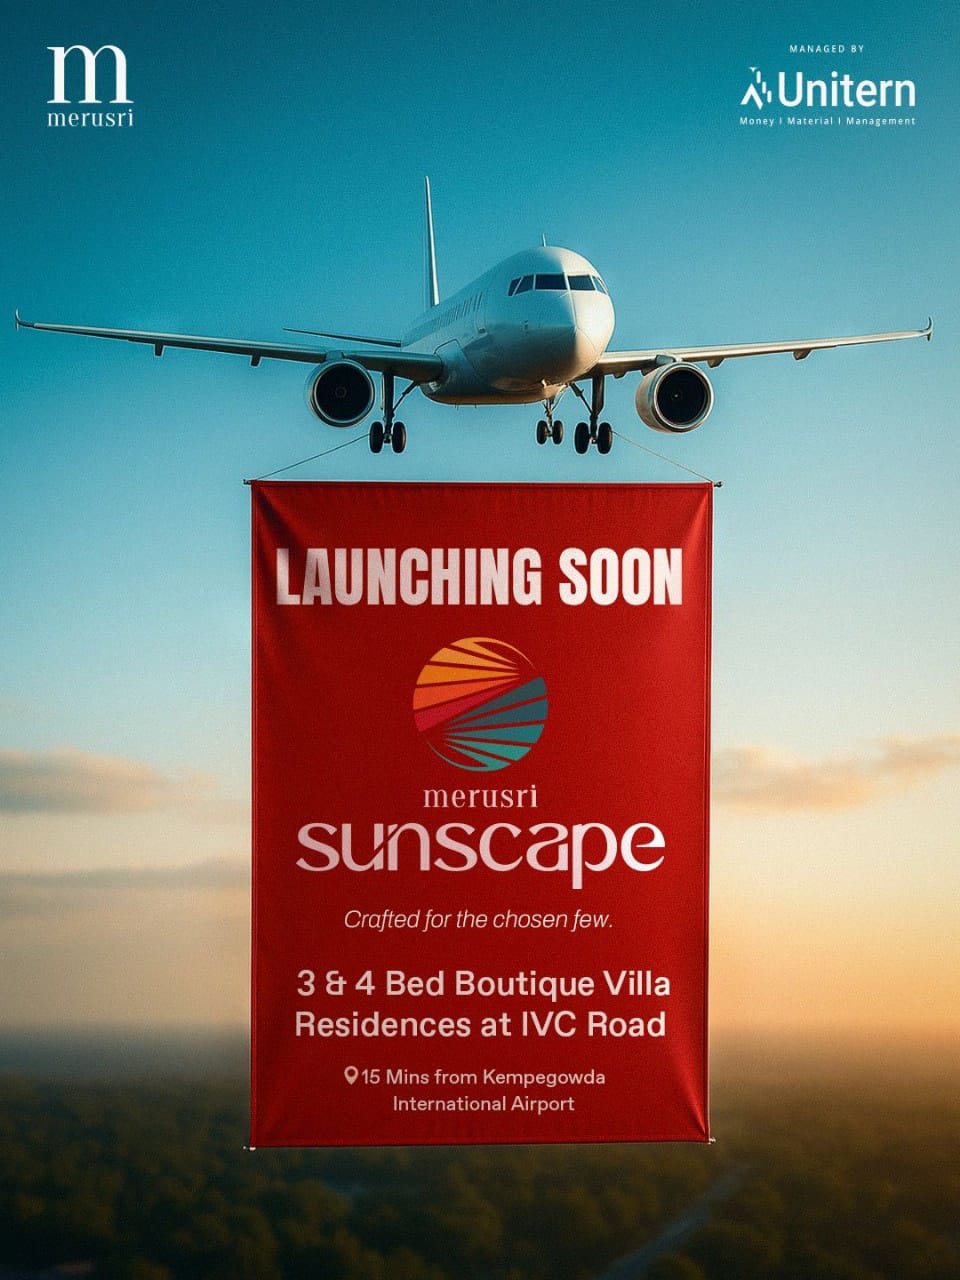 m
merusri
MANAGED BY
Unitern
Money I Material I Management
LAUNCHING SOON
merusri
sunscape
Crafted for the chosen few.
3 & 4 Bed Boutique Villa
Residences at IVC Road
15 Mins from Kempegowda
International Airport